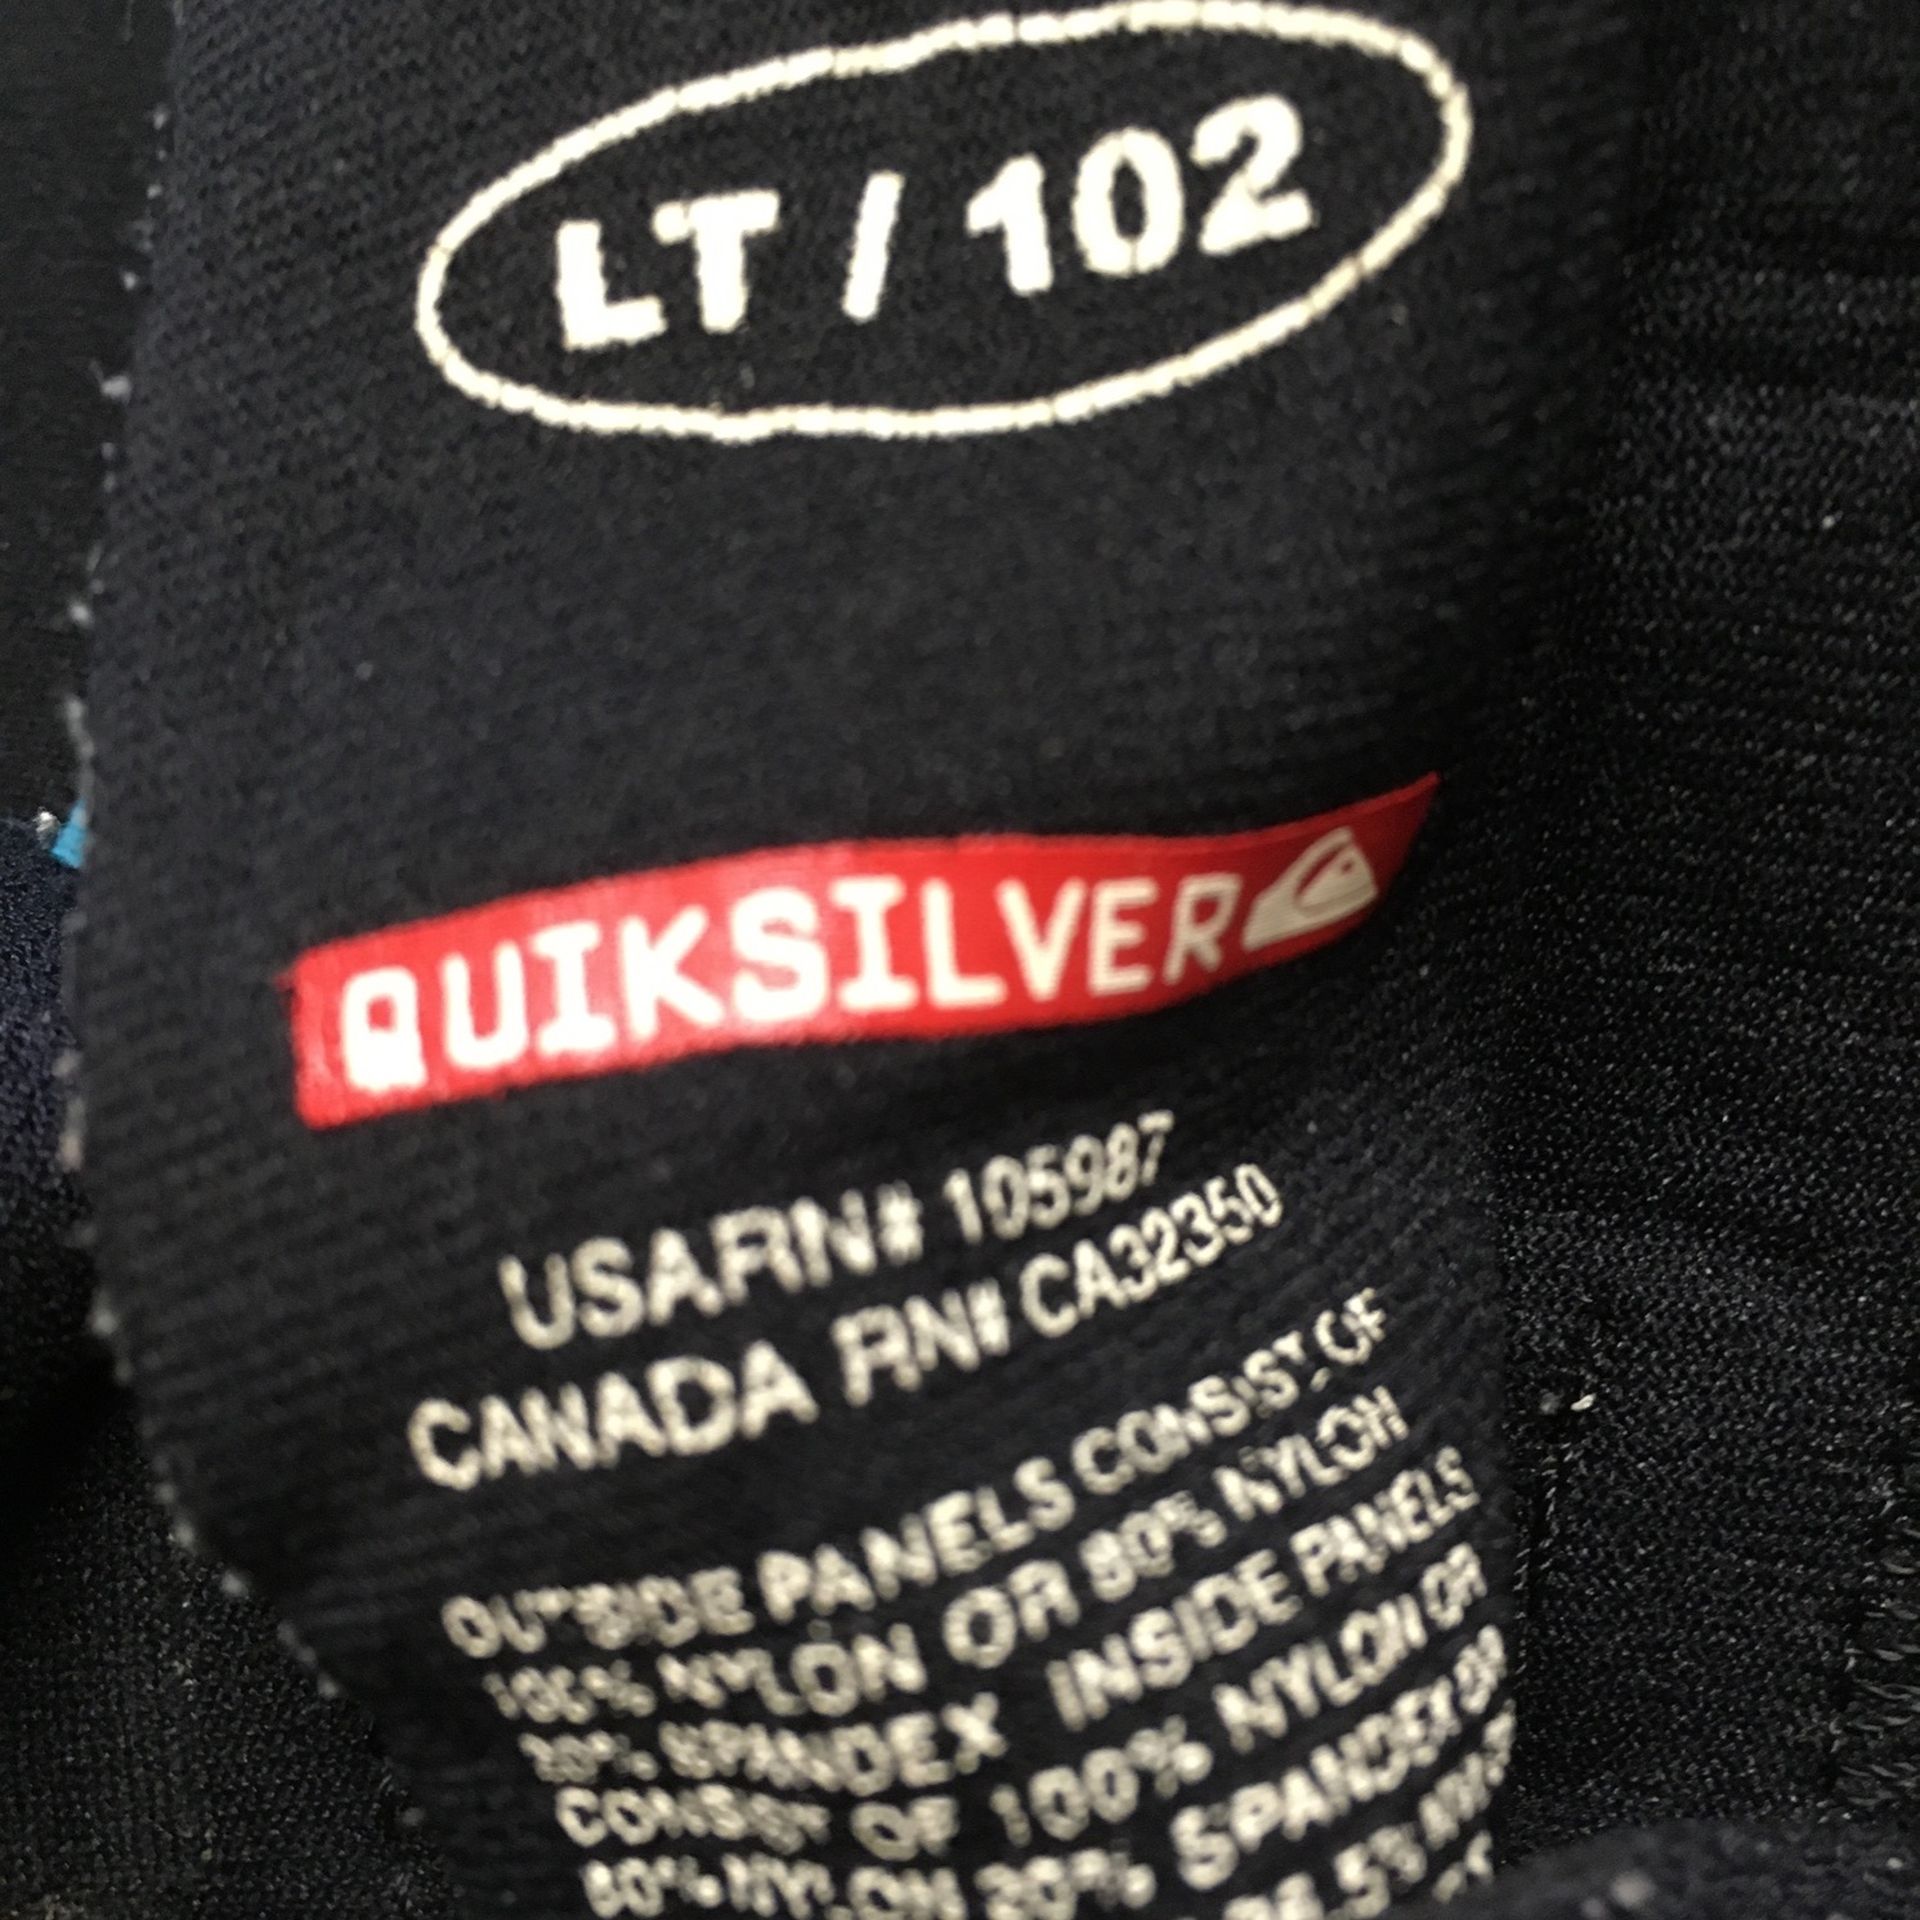 LT / 102
QUIKSILVER
USA RN# 105987
CANADA RN# CA32350
OUTSIDE PANELS CONSIST OF
100% NYLON OR 80% NYLON
20% SPANDEX INSIDE PANELS
CONSIST OF 100% NYLON OR
80% NYLON 20% SPANDEX OR